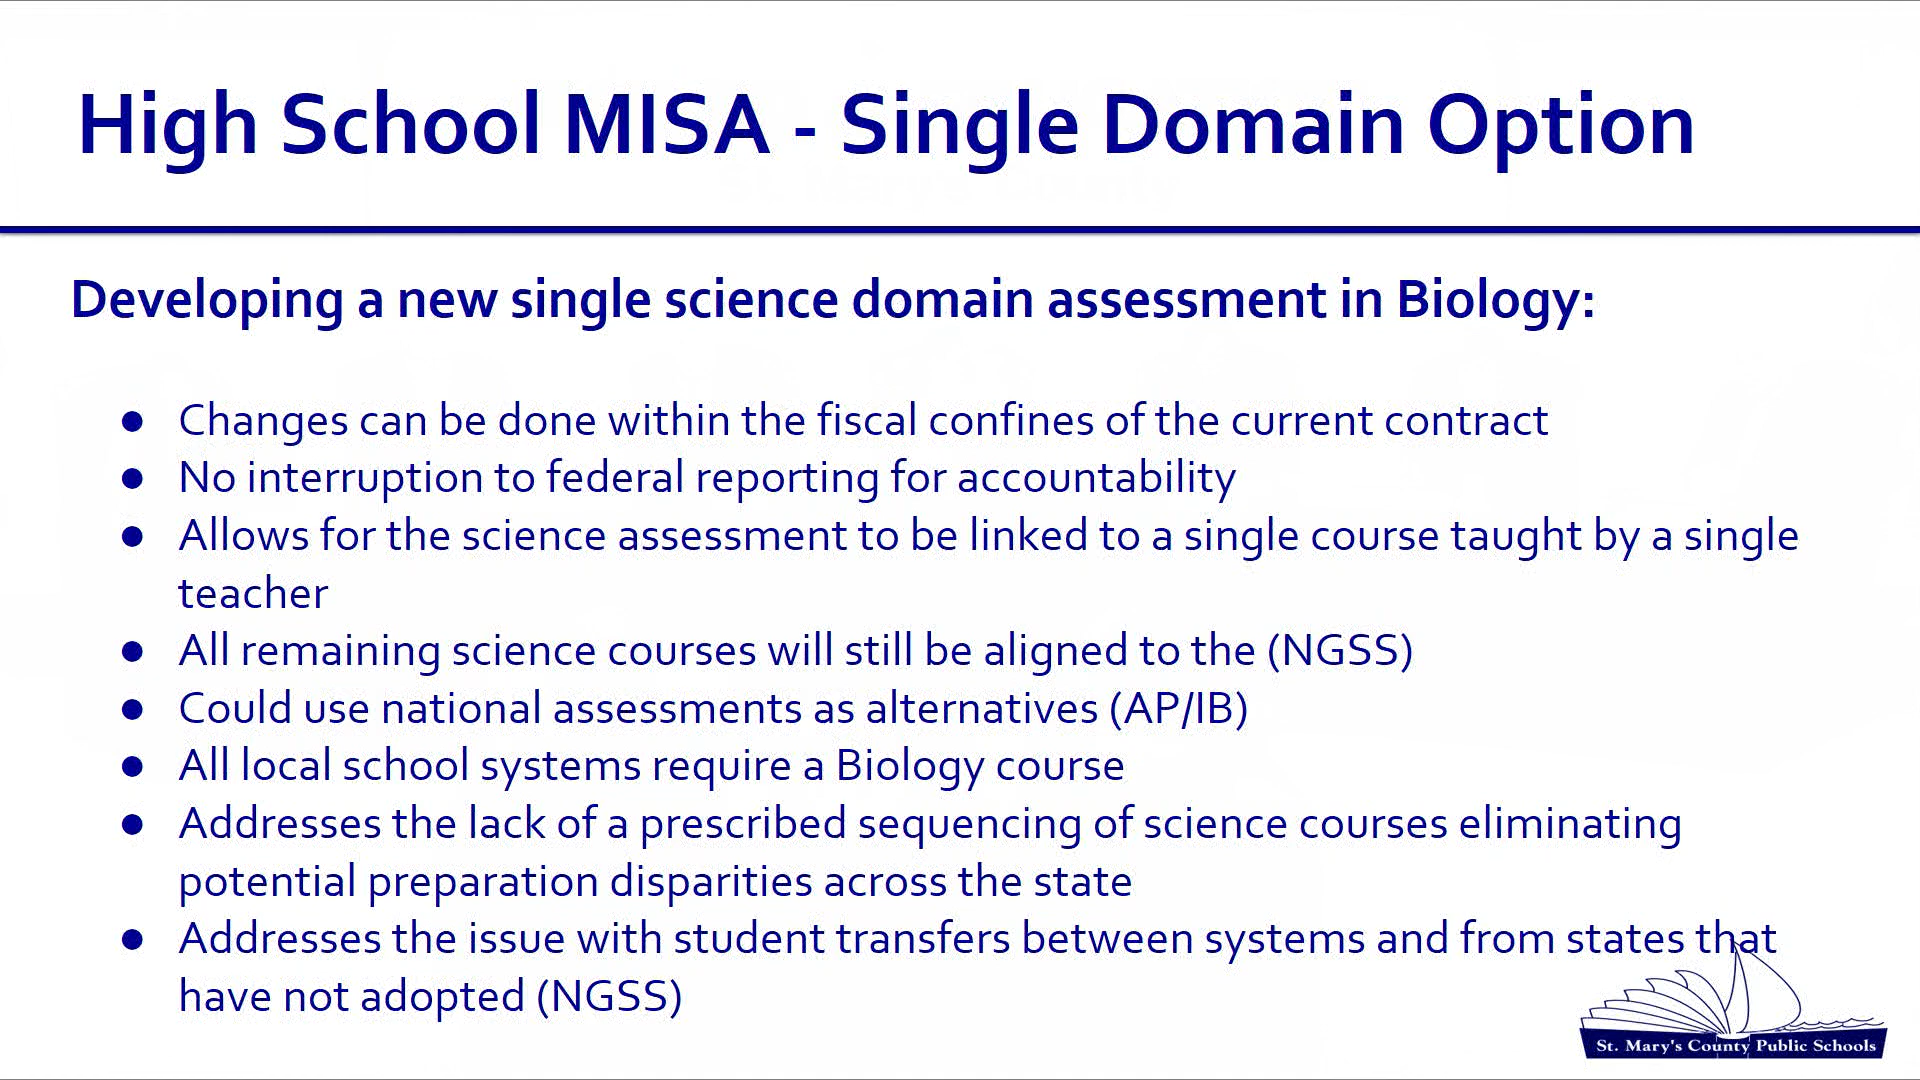 High School MISA - Single Domain Option
Developing a new single science domain assessment in Biology:
● Changes can be done within the fiscal confines of the current contract
● No interruption to federal reporting for accountability
● Allows for the science assessment to be linked to a single course taught by a single
teacher
● All remaining science courses will still be aligned to the (NGSS)
● Could use national assessments as alternatives (AP/IB)
● All local school systems require a Biology course
● Addresses the lack of a prescribed sequencing of science courses eliminating
potential preparation disparities across the state
● Addresses the issue with student transfers between systems and from states that
have not adopted (NGSS)
St. Mary's County Public Schools